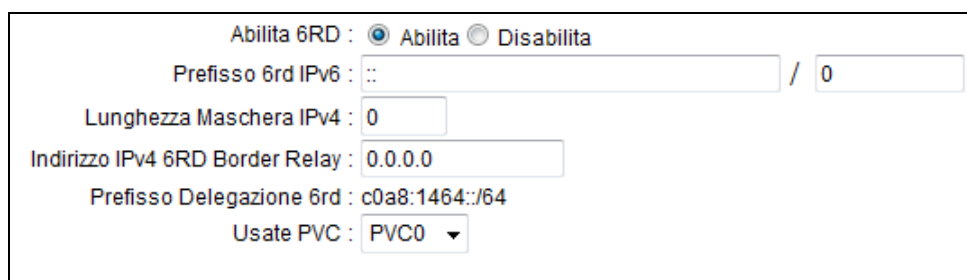 Abilita 6RD : Abilita Disabilita
Prefisso 6rd IPv6 : :: / 0
Lunghezza Maschera IPv4 : 0
Indirizzo IPv4 6RD Border Relay : 0.0.0.0
Prefisso Delegazione 6rd : c0a8:1464::/64
Usate PVC : PVC0